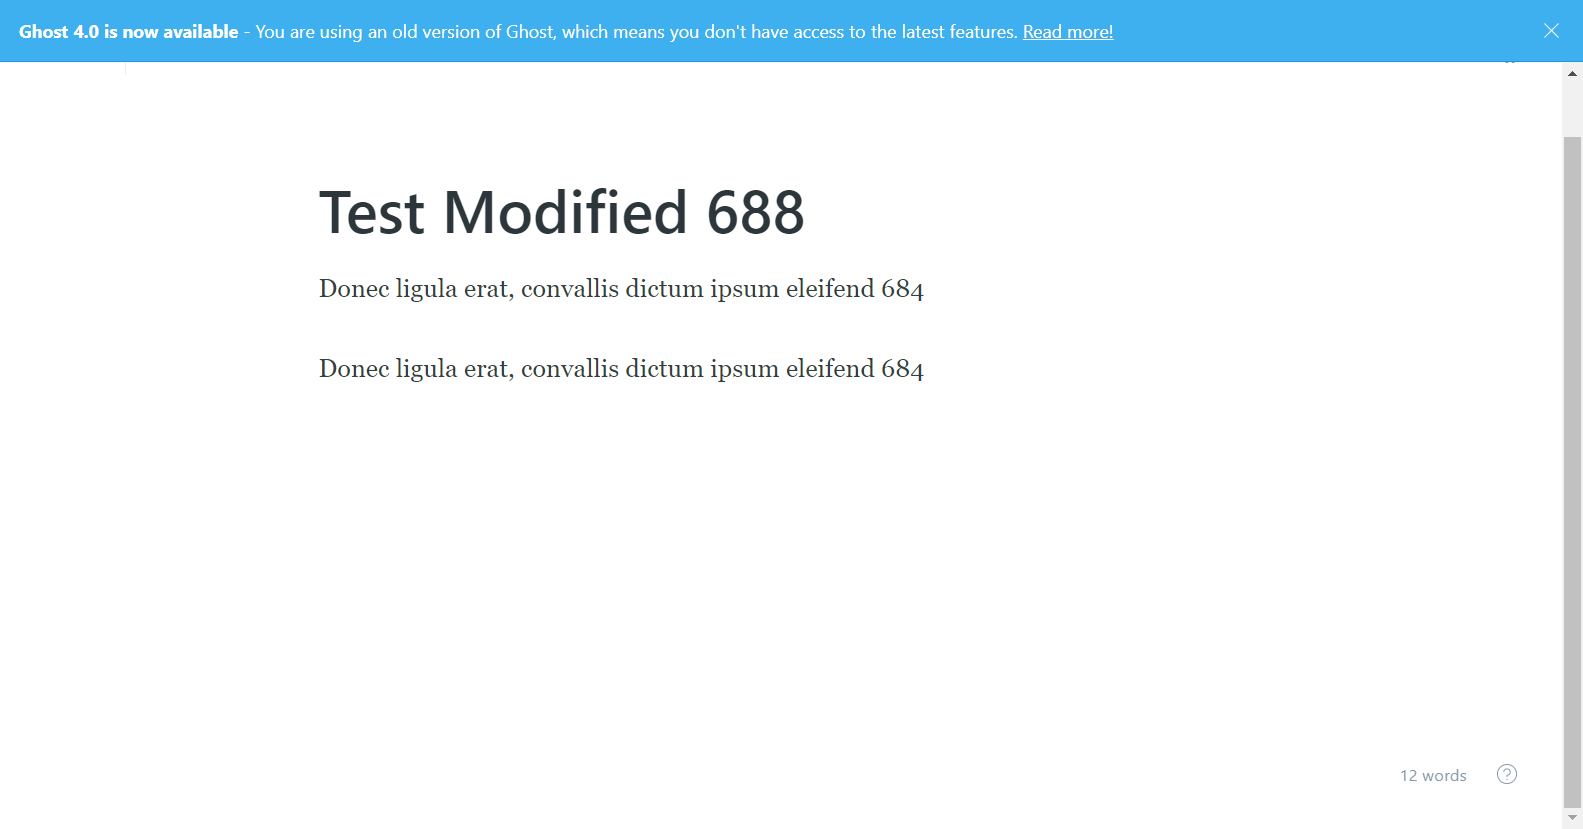 Ghost 4.0 is now available - You are using an old version of Ghost, which means you don't have access to the latest features. Read more!
Test Modified 688
Donec ligula erat, convallis dictum ipsum eleifend 684
Donec ligula erat, convallis dictum ipsum eleifend 684
12 words
?